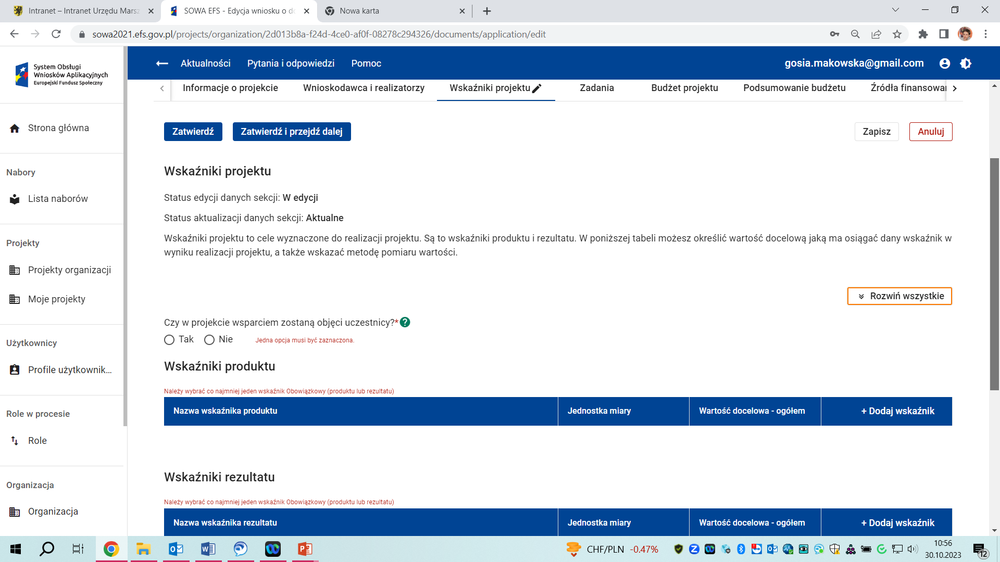 Intranet – Intranet Urzędu Marsz
SOWA EFS - Edycja wniosku o do
Nowa karta
sowa2021.efs.gov.pl/projects/organization/2d013b8a-f24d-4ce0-af0f-08278c294326/documents/application/edit
System Obsługi
Wniosków Aplikacyjnych
Europejski Fundusz Społeczny
Aktualności
Pytania i odpowiedzi
Pomoc
gosia.makowska@gmail.com
Informacje o projekcie
Wnioskodawca i realizatorzy
Wskaźniki projektu
Zadania
Budżet projektu
Podsumowanie budżetu
Źródła finansowan
Strona główna
Nabory
Lista naborów
Projekty
Projekty organizacji
Moje projekty
Użytkownicy
Profile użytkownik...
Role w procesie
Role
Organizacja
Organizacja
Zatwierdź
Zatwierdź i przejdź dalej
Zapisz
Anuluj
Wskaźniki projektu
Status edycji danych sekcji: W edycji
Status aktualizacji danych sekcji: Aktualne
Wskaźniki projektu to cele wyznaczone do realizacji projektu. Są to wskaźniki produktu i rezultatu. W poniższej tabeli możesz określić wartość docelową jaką ma osiągać dany wskaźnik w
wyniku realizacji projektu, a także wskazać metodę pomiaru wartości.
Rozwiń wszystkie
Czy w projekcie wsparciem zostaną objęci uczestnicy?*
Tak
Nie
Jedna opcja musi być zaznaczona.
Wskaźniki produktu
Należy wybrać co najmniej jeden wskaźnik Obowiązkowy (produktu lub rezultatu)
Nazwa wskaźnika produktu
Jednostka miary
Wartość docelowa - ogółem
+ Dodaj wskaźnik
Wskaźniki rezultatu
Należy wybrać co najmniej jeden wskaźnik Obowiązkowy (produktu lub rezultatu)
Nazwa wskaźnika rezultatu
Jednostka miary
Wartość docelowa - ogółem
+ Dodaj wskaźnik
CHF/PLN -0.47%
10:56
30.10.2023
12